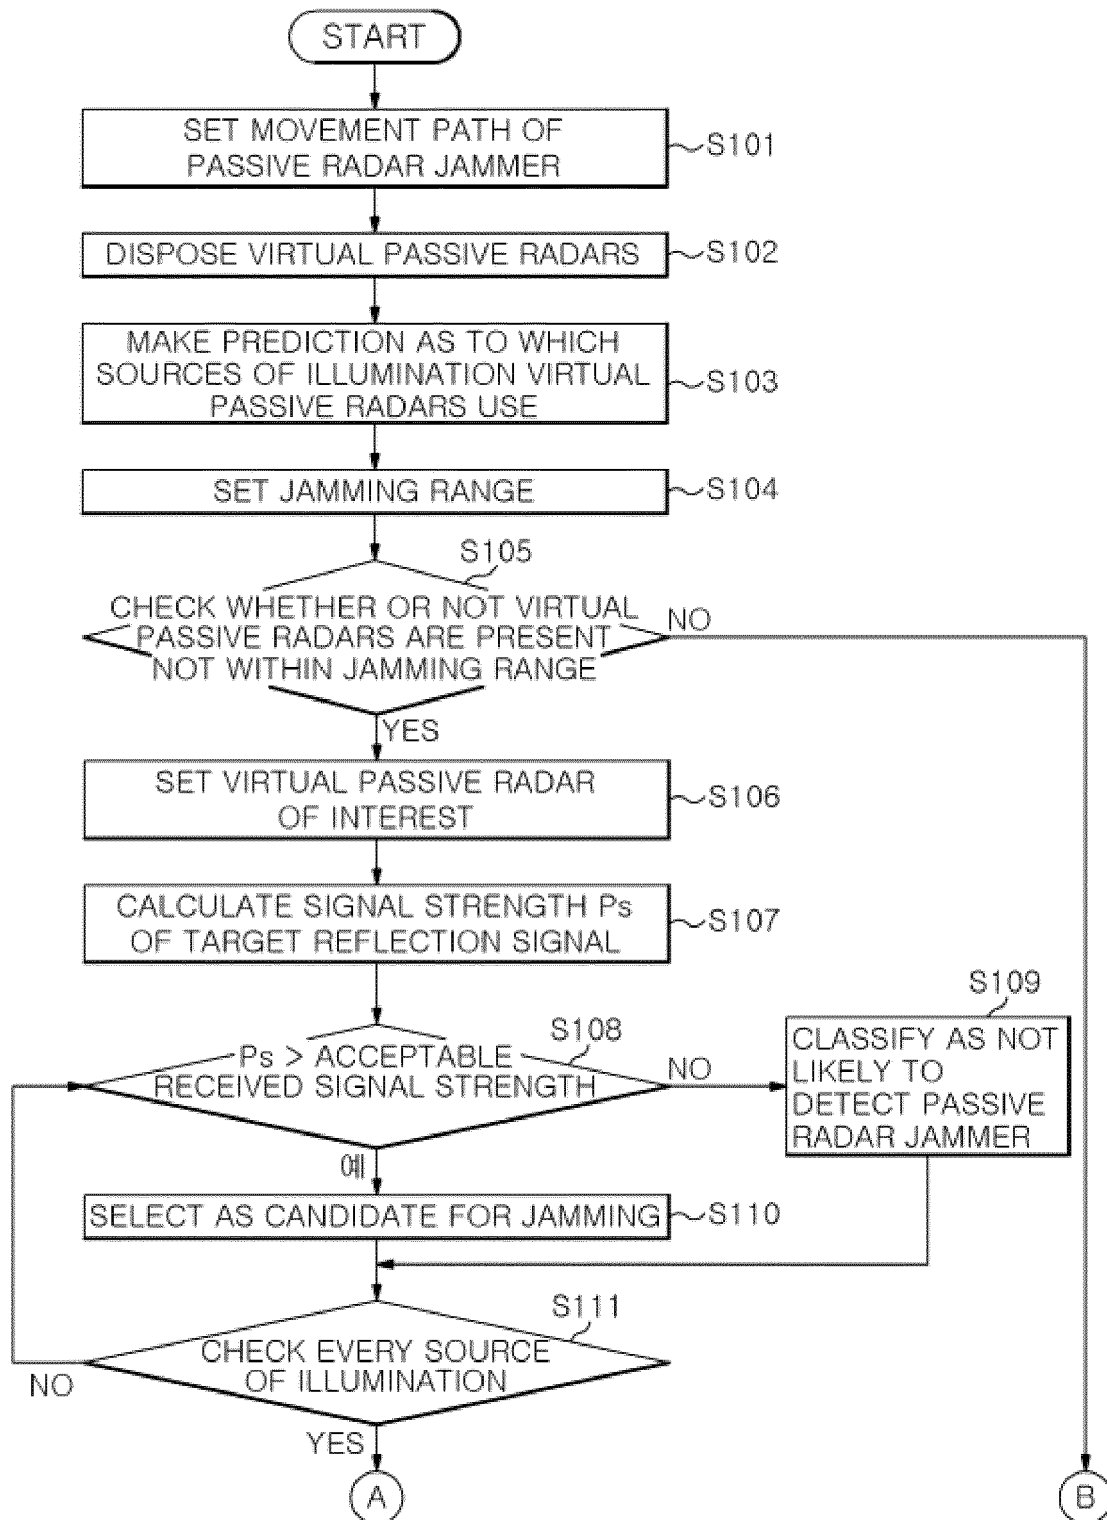 START
SET MOVEMENT PATH OF
PASSIVE RADAR JAMMER
S101
DISPOSE VIRTUAL PASSIVE RADARS
S102
MAKE PREDICTION AS TO WHICH
SOURCES OF ILLUMINATION VIRTUAL
PASSIVE RADARS USE
S103
SET JAMMING RANGE
S104
S105
CHECK WHETHER OR NOT VIRTUAL
PASSIVE RADARS ARE PRESENT
NOT WITHIN JAMMING RANGE
NO
YES
SET VIRTUAL PASSIVE RADAR
OF INTEREST
S106
CALCULATE SIGNAL STRENGTH Ps
OF TARGET REFLECTION SIGNAL
S107
S108
Ps > ACCEPTABLE
RECEIVED SIGNAL STRENGTH
NO
S109
CLASSIFY AS NOT
LIKELY TO
DETECT PASSIVE
RADAR JAMMER
예
SELECT AS CANDIDATE FOR JAMMING
S110
S111
CHECK EVERY SOURCE
OF ILLUMINATION
NO
YES
A
B